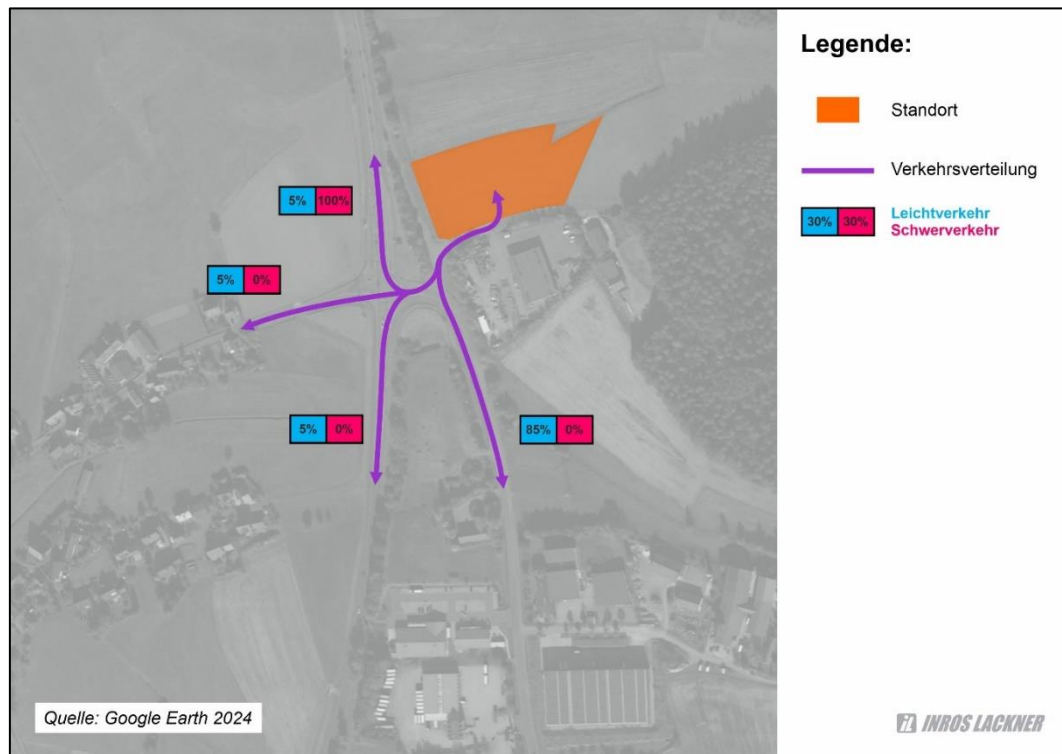 Legende:
Standort
Verkehrsverteilung
30% 30% Leichtverkehr
Schwerverkehr
5% 100%
5% 0%
5% 0%
85% 0%
Quelle: Google Earth 2024
iL INROS LACKNER